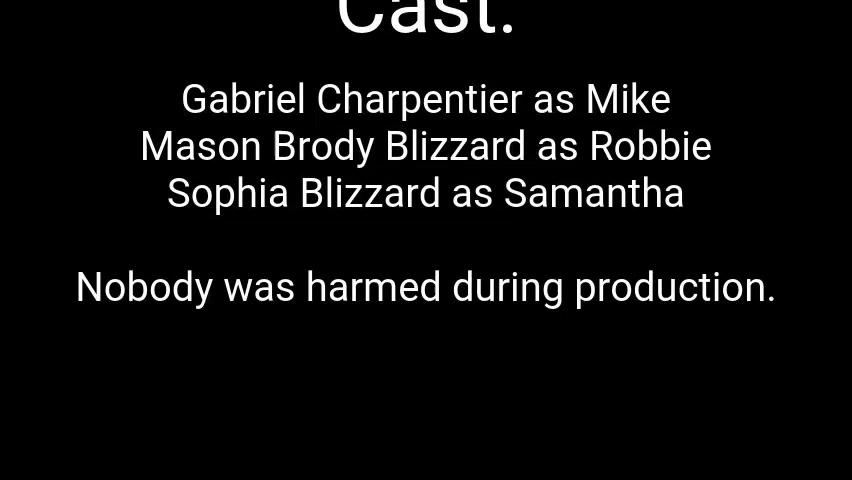 Cast.
Gabriel Charpentier as Mike
Mason Brody Blizzard as Robbie
Sophia Blizzard as Samantha
Nobody was harmed during production.